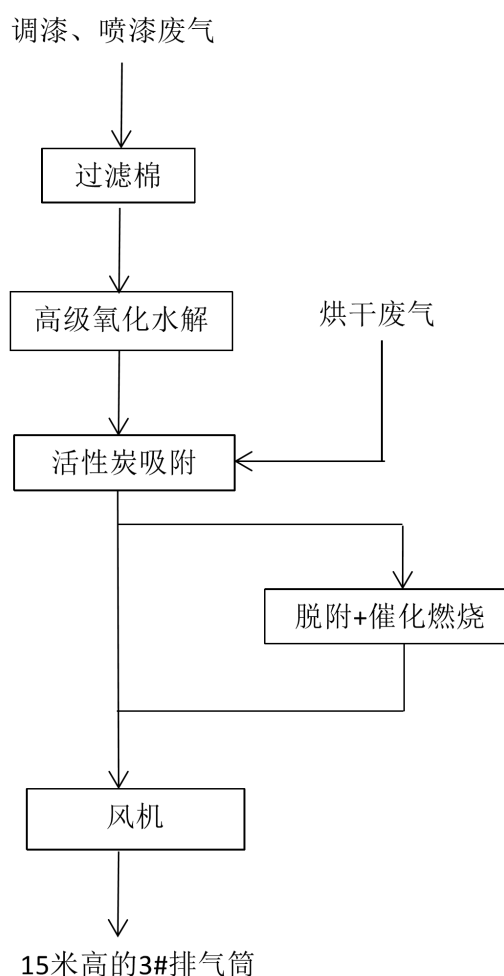 调漆、喷漆废气
过滤棉
高级氧化水解
烘干废气
活性炭吸附
脱附+催化燃烧
风机
15米高的3#排气筒